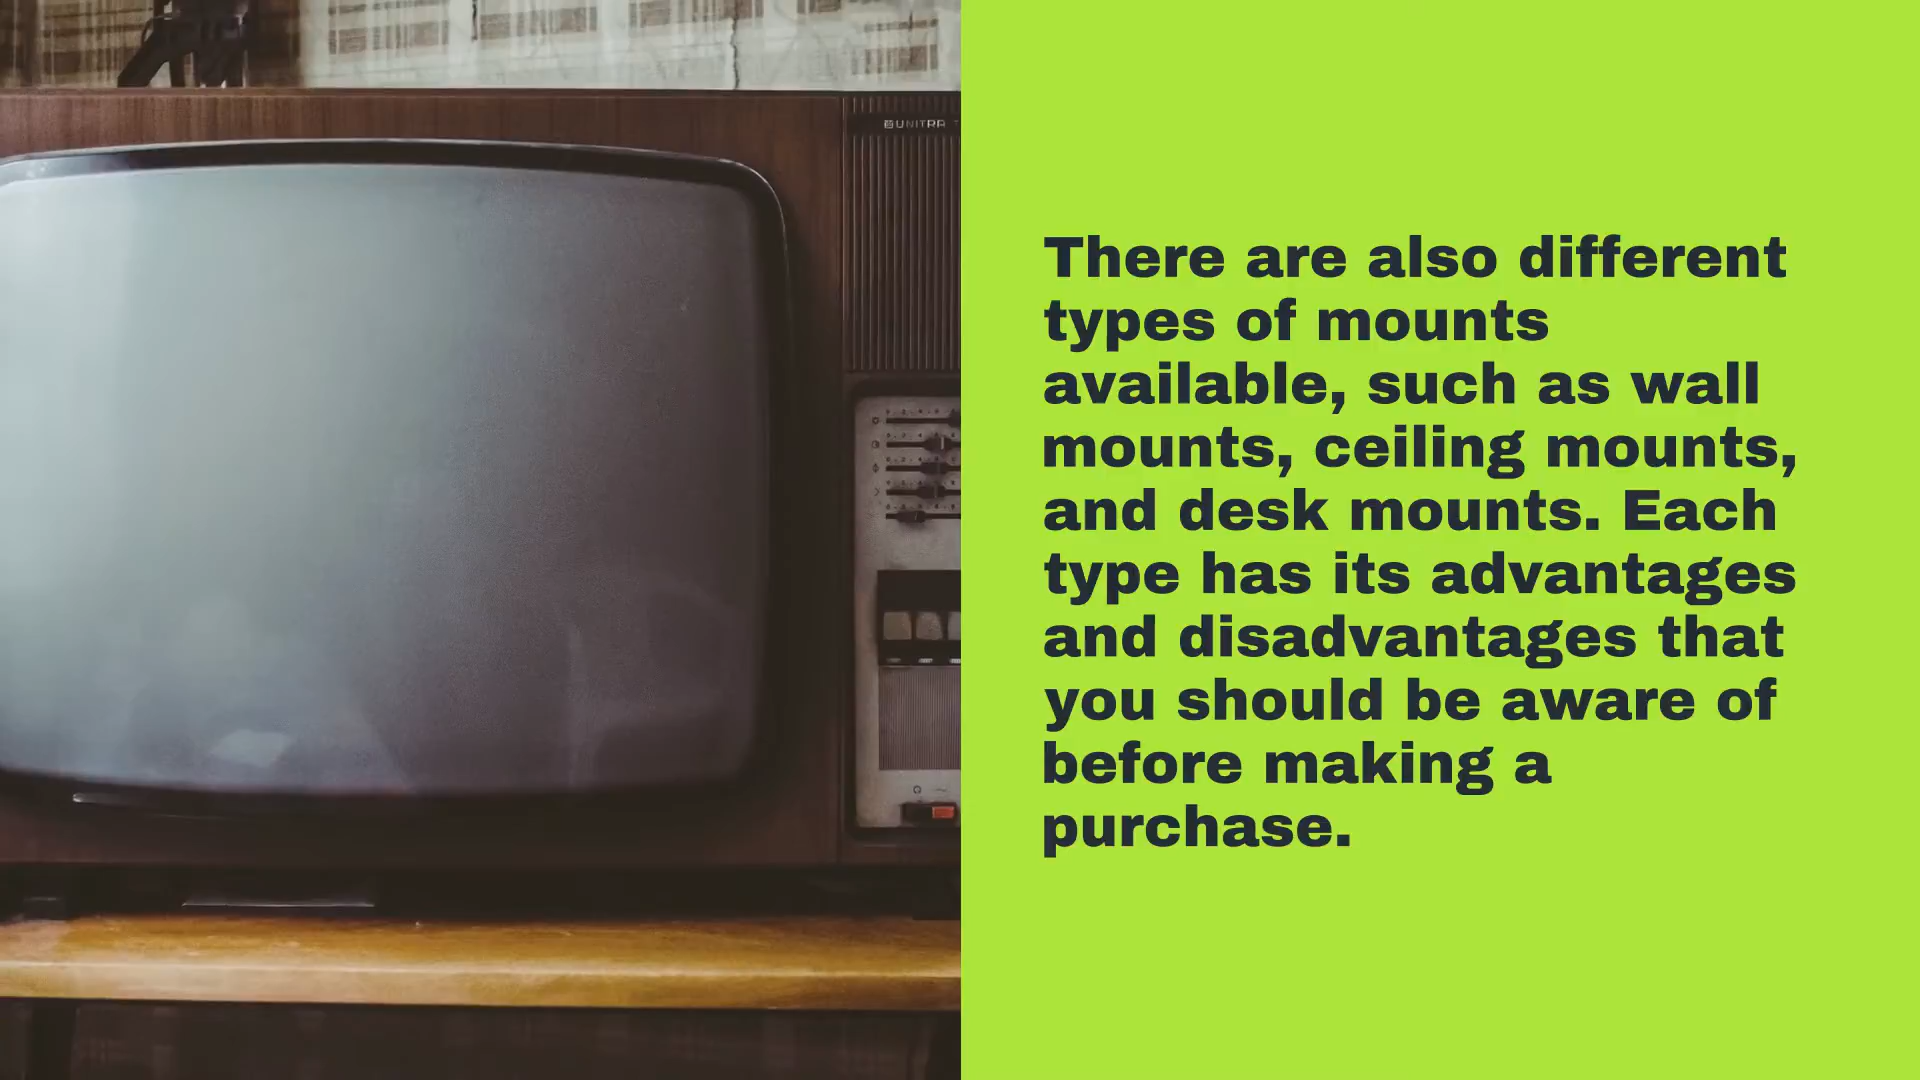 UNITRA
There are also different
types of mounts
available, such as wall
mounts, ceiling mounts,
and desk mounts. Each
type has its advantages
and disadvantages that
you should be aware of
before making a
purchase.